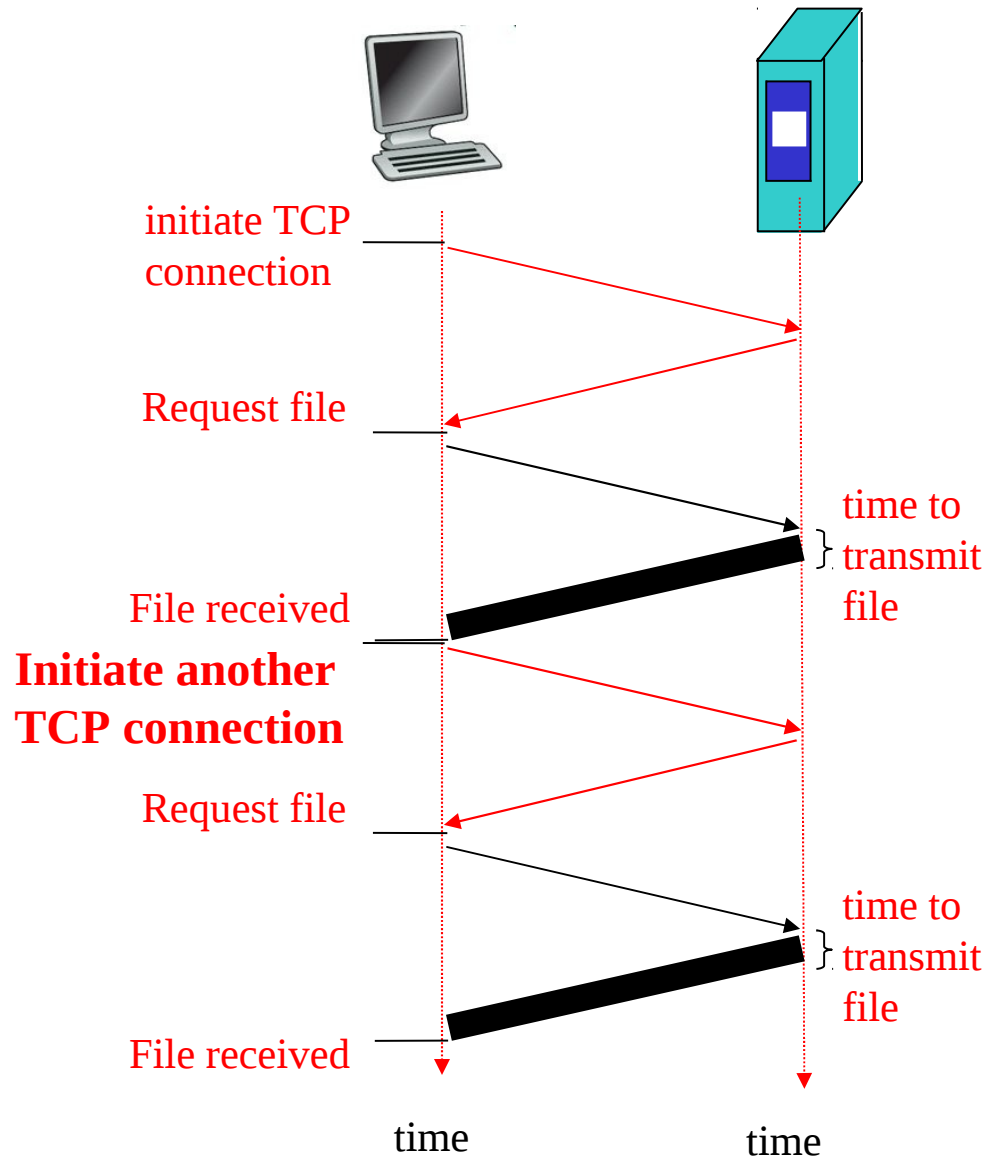 initiate TCP
connection
Request file
time to
transmit
file
File received
Initiate another
TCP connection
Request file
time to
transmit
file
File received
time
time